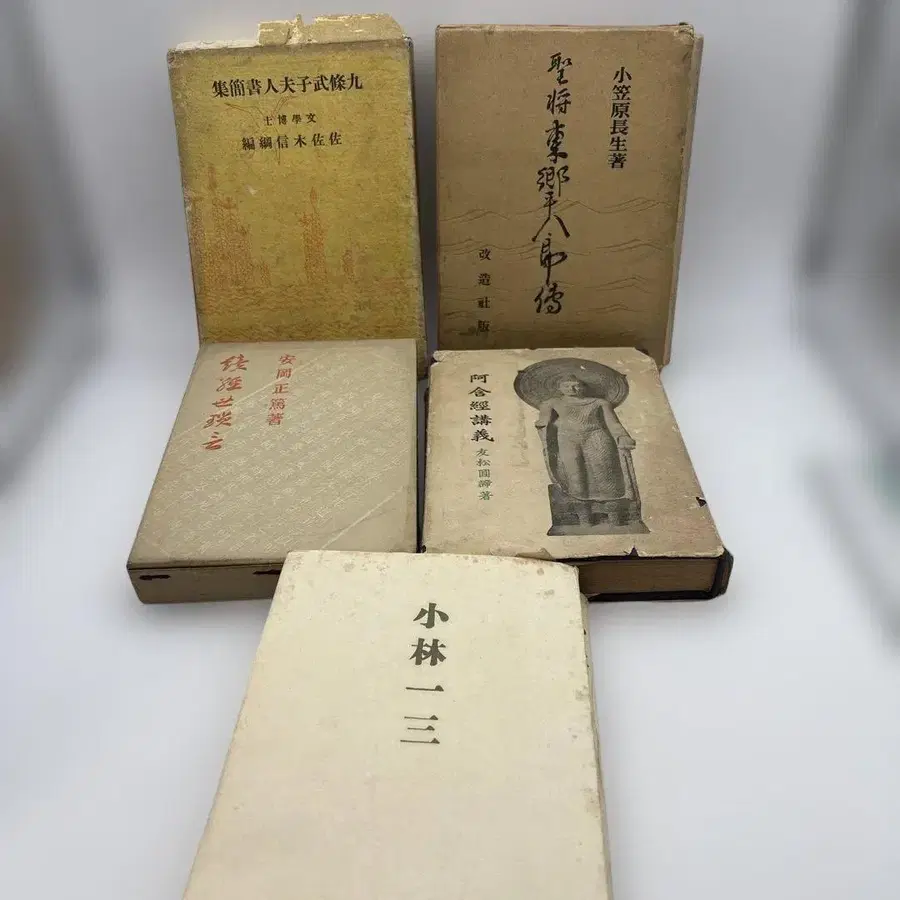 九條武子夫人書簡集
文學博士
佐佐木信綱編
小笠原長生著
聖将東郷平八郎傳
改造社版
安岡正篤著
續經世瑣言
阿含經講義
友松圓諦著
小林一三